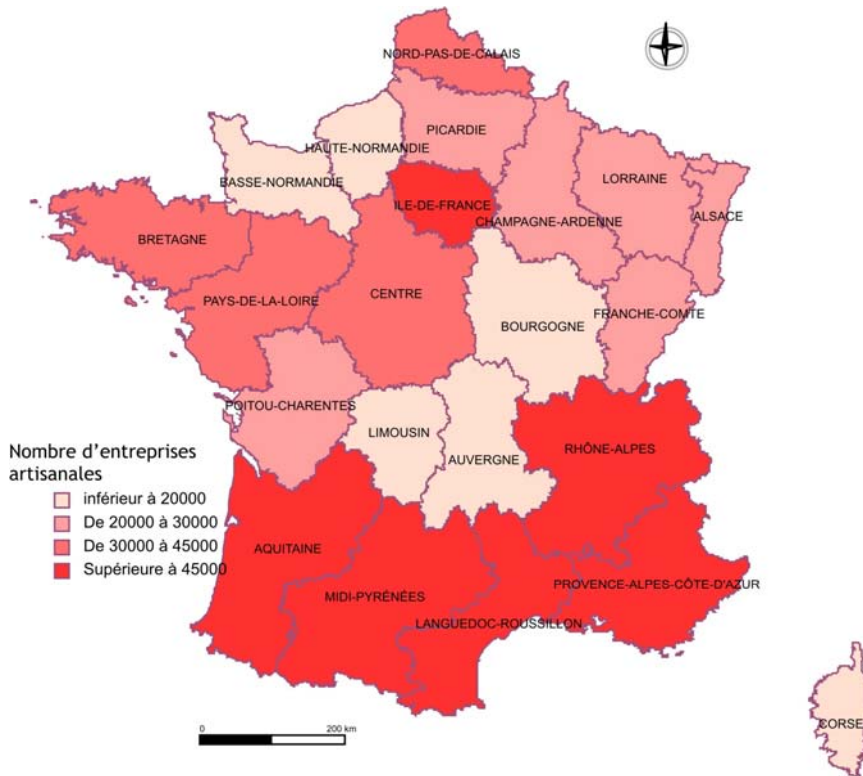 NORD-PAS-DE-CALAIS
PICARDIE
HAUTE-NORMANDIE
BASSE-NORMANDIE
LORRAINE
ILE-DE-FRANCE
CHAMPAGNE-ARDENNE
ALSACE
BRETAGNE
PAYS-DE-LA-LOIRE
CENTRE
BOURGOGNE
FRANCHE-COMTE
POITOU-CHARENTES
LIMOUSIN
AUVERGNE
RHÔNE-ALPES
Nombre d'entreprises
artisanales
inférieur à 20000
De 20000 à 30000
De 30000 à 45000
Supérieure à 45000
AQUITAINE
MIDI-PYRÉNÉES
LANGUEDOC-ROUSSILLON
PROVENCE-ALPES-CÔTE-D'AZUR
CORSE
0 200 km